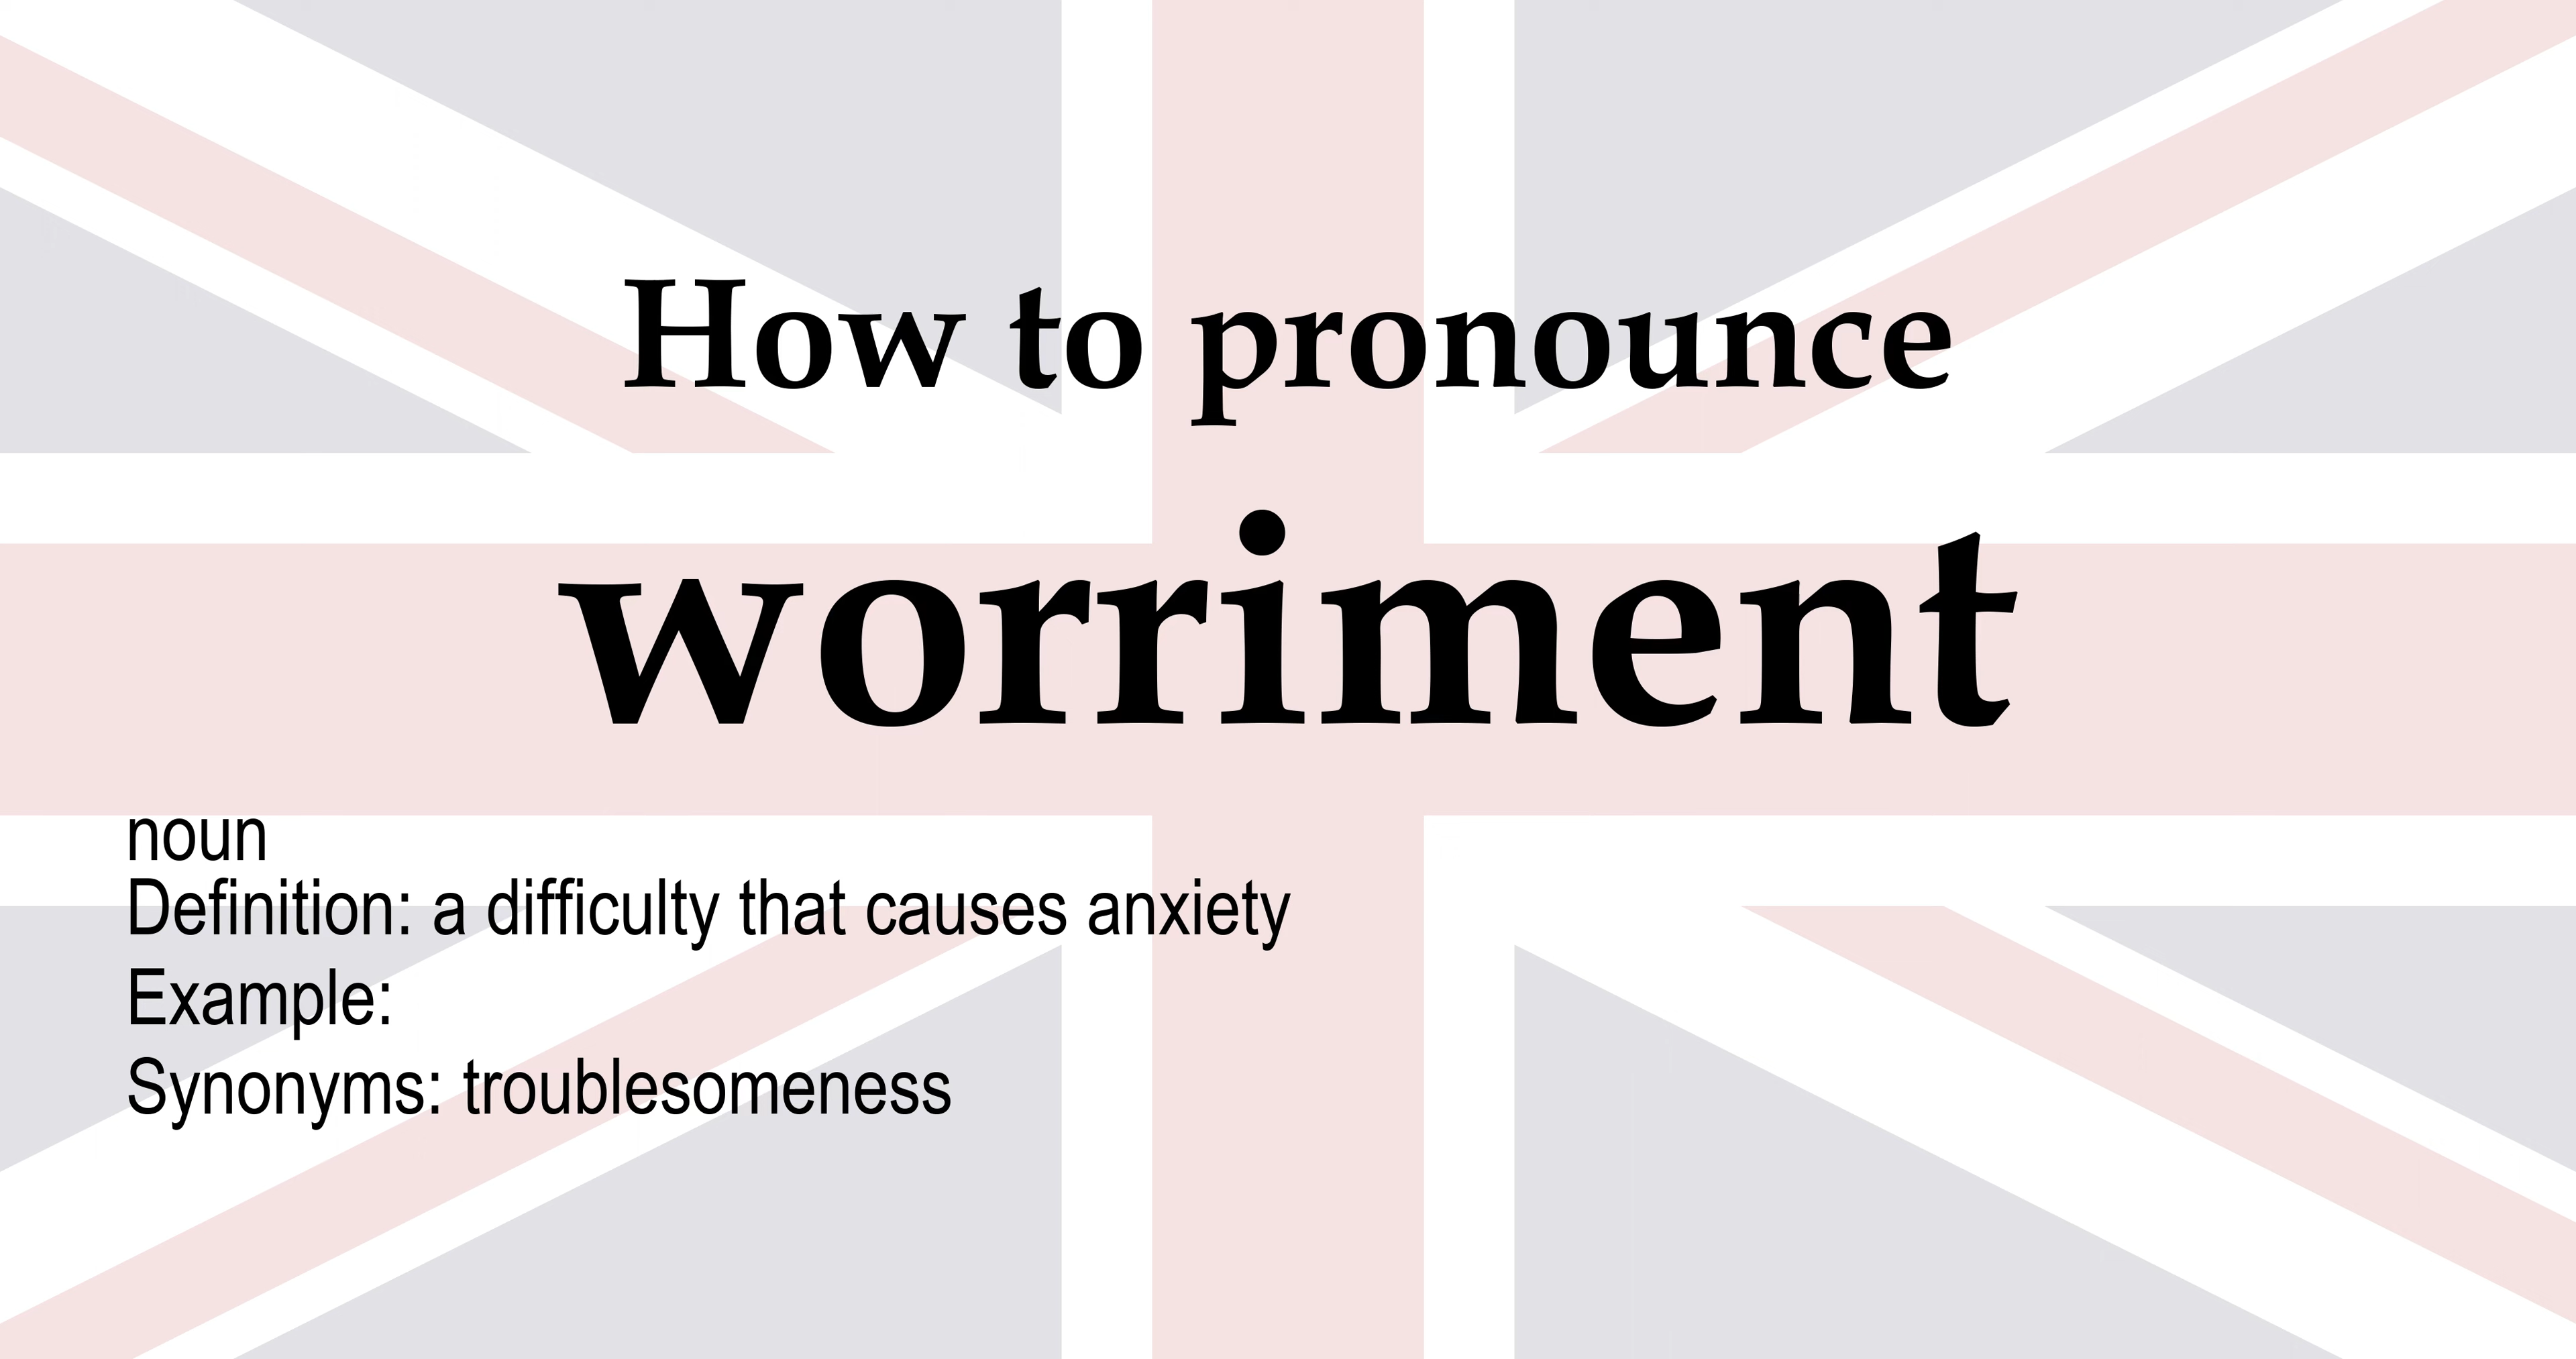 How to pronounce
worriment
noun
Definition: a difficulty that causes anxiety
Example:
Synonyms: troublesomeness